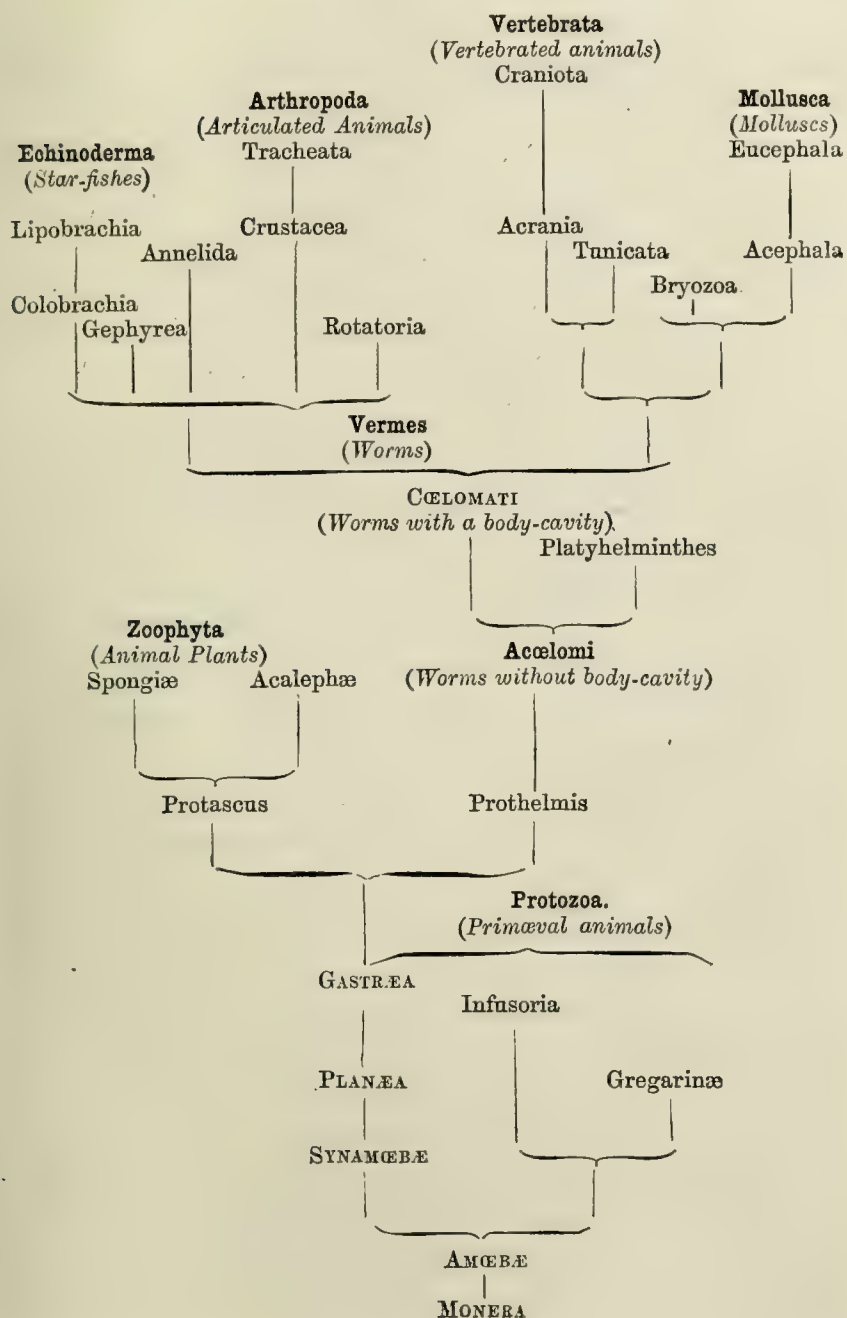 Vertebrata
(Vertebrated animals)
Craniota
Arthropoda
(Articulated Animals)
Tracheata
Mollusca
(Molluscs)
Eucephala
Echinoderma
(Star-fishes)
Lipobrachia
Annelida
Crustacea
Acrania
Tunicata
Acephala
Bryozoa
Colobrachia
Gephyrea
Rotatoria
Vermes
(Worms)
CŒLOMATI
(Worms with a body-cavity).
Platyhelminthes
Zoophyta
(Animal Plants)
Spongiæ Acalephæ
Acœlomi
(Worms without body-cavity)
Protascus
Prothelmis
Protozoa.
(Primæval animals)
GASTRÆA
Infusoria
PLANÆA
Gregarinæ
SYNAMŒBÆ
AMŒBÆ
MONERA